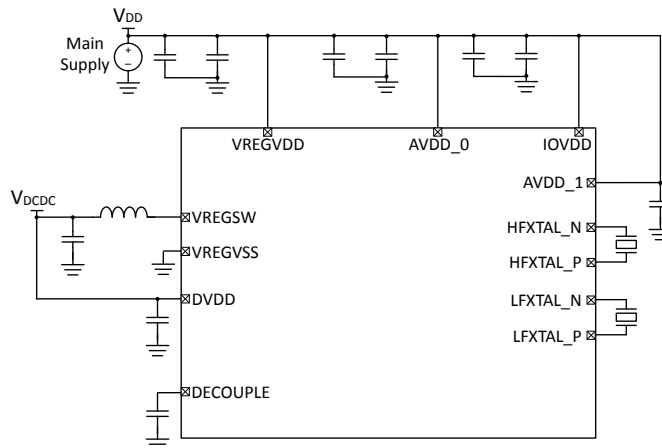 VDD
Main
Supply
+
−
VREGVDD
AVDD_0
IOVDD
AVDD_1
VDCDC
VREGSW
HFXTAL_N
VREGVSS
HFXTAL_P
DVDD
LFXTAL_N
LFXTAL_P
DECOUPLE